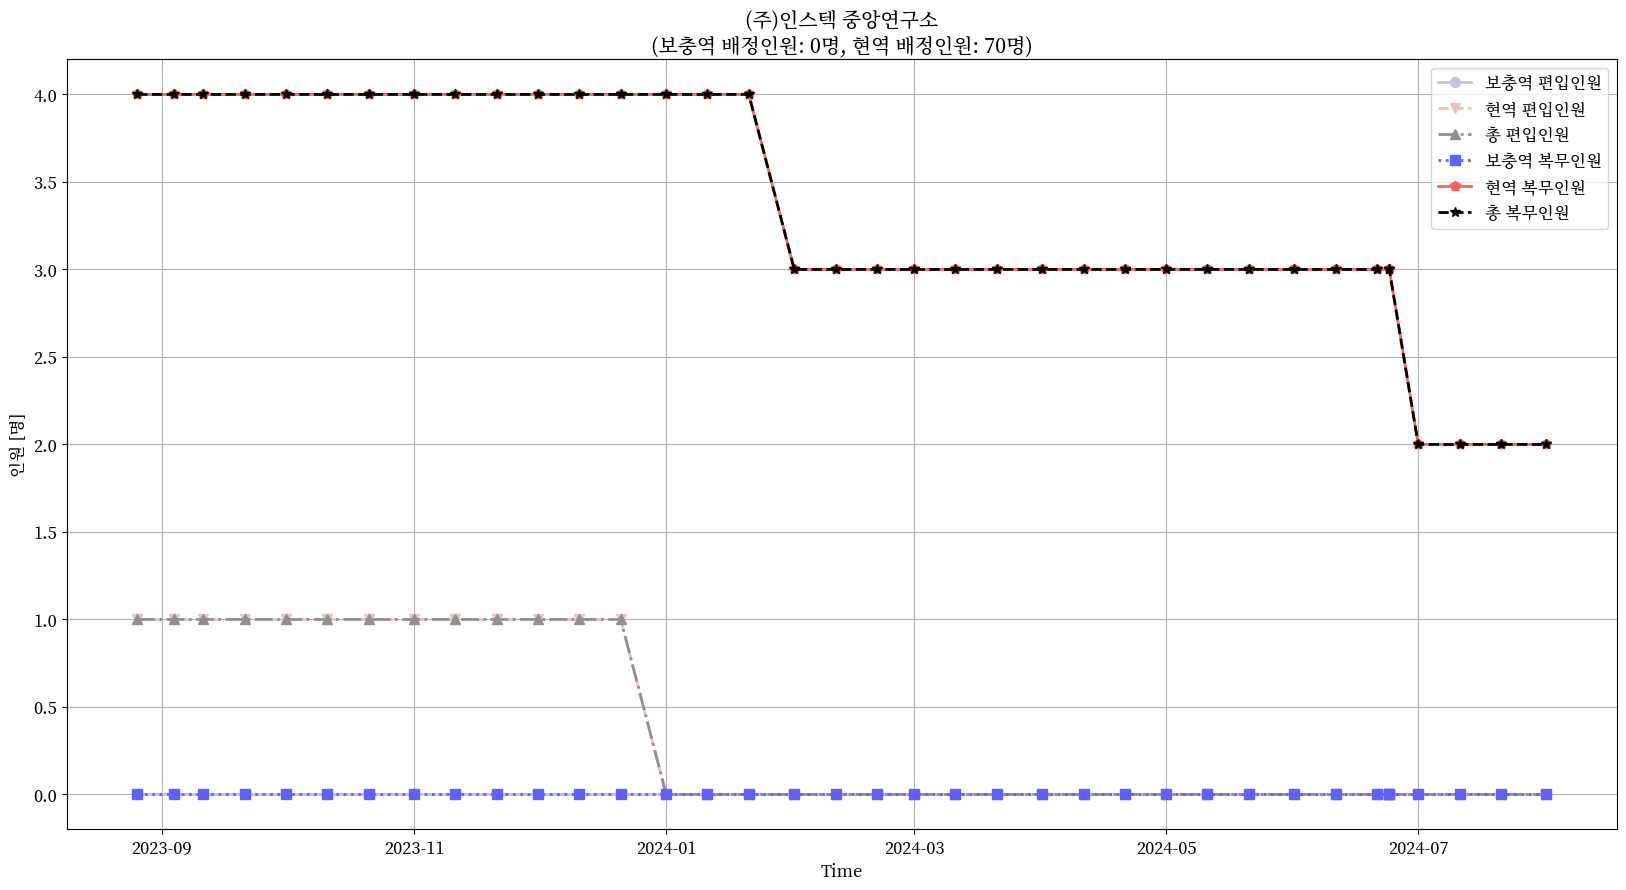 (주)인스텍 중앙연구소
(보충역 배정인원: 0명, 현역 배정인원: 70명)
보충역 편입인원
현역 편입인원
총 편입인원
보충역 복무인원
현역 복무인원
총 복무인원
인원 [명]
4.0
3.5
3.0
2.5
2.0
1.5
1.0
0.5
0.0
2023-09
2023-11
2024-01
2024-03
2024-05
2024-07
Time